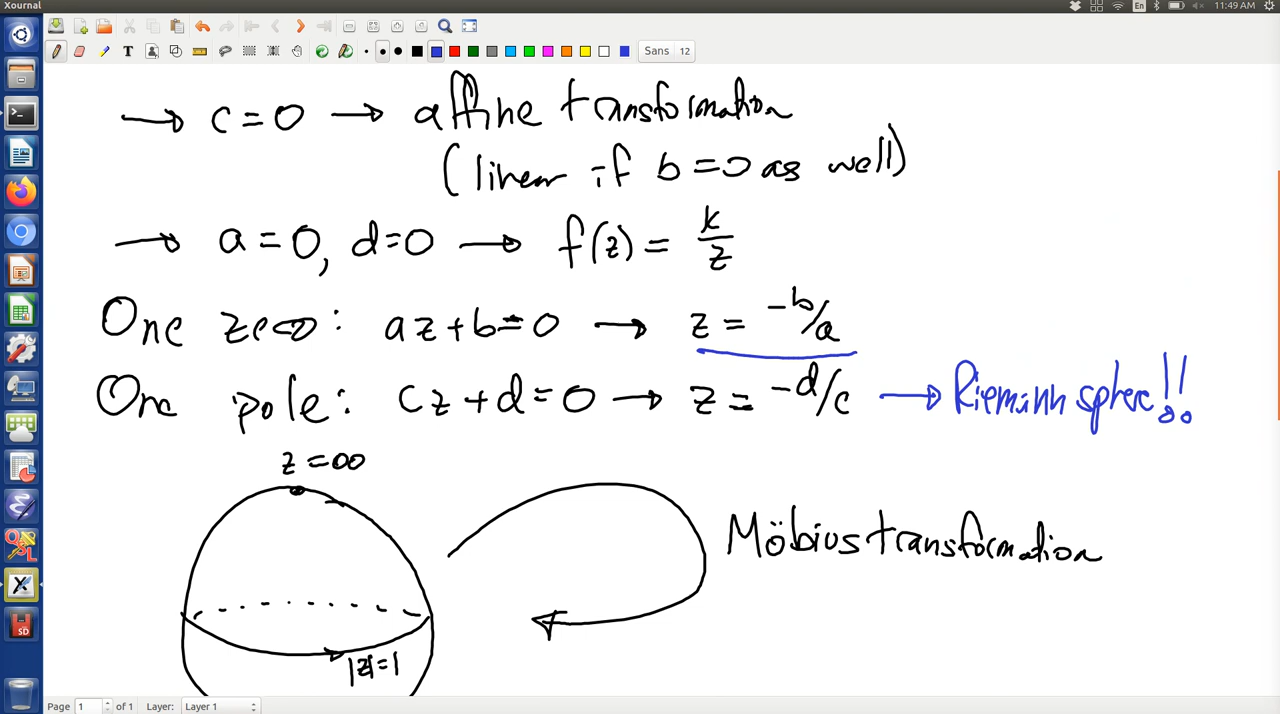 Xournal
En
11:49 AM
T
Sans 12
→ c = 0 → affine transformation
(linear if b = 0 as well)
→ a = 0, d = 0 → f(z) = k/z
One zero: az + b = 0 → z = -b/a
One pole: cz + d = 0 → z = -d/c → Riemann sphere!!
z = ∞
Möbius transformation
|z| = 1
Page 1 of 1 Layer: Layer 1